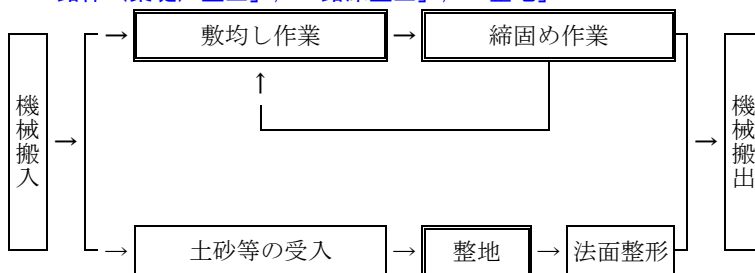 機械搬入
→
→
敷均し作業
→
締固め作業
↑
→
土砂等の受入
→
整地
→
法面整形
→
機械搬出